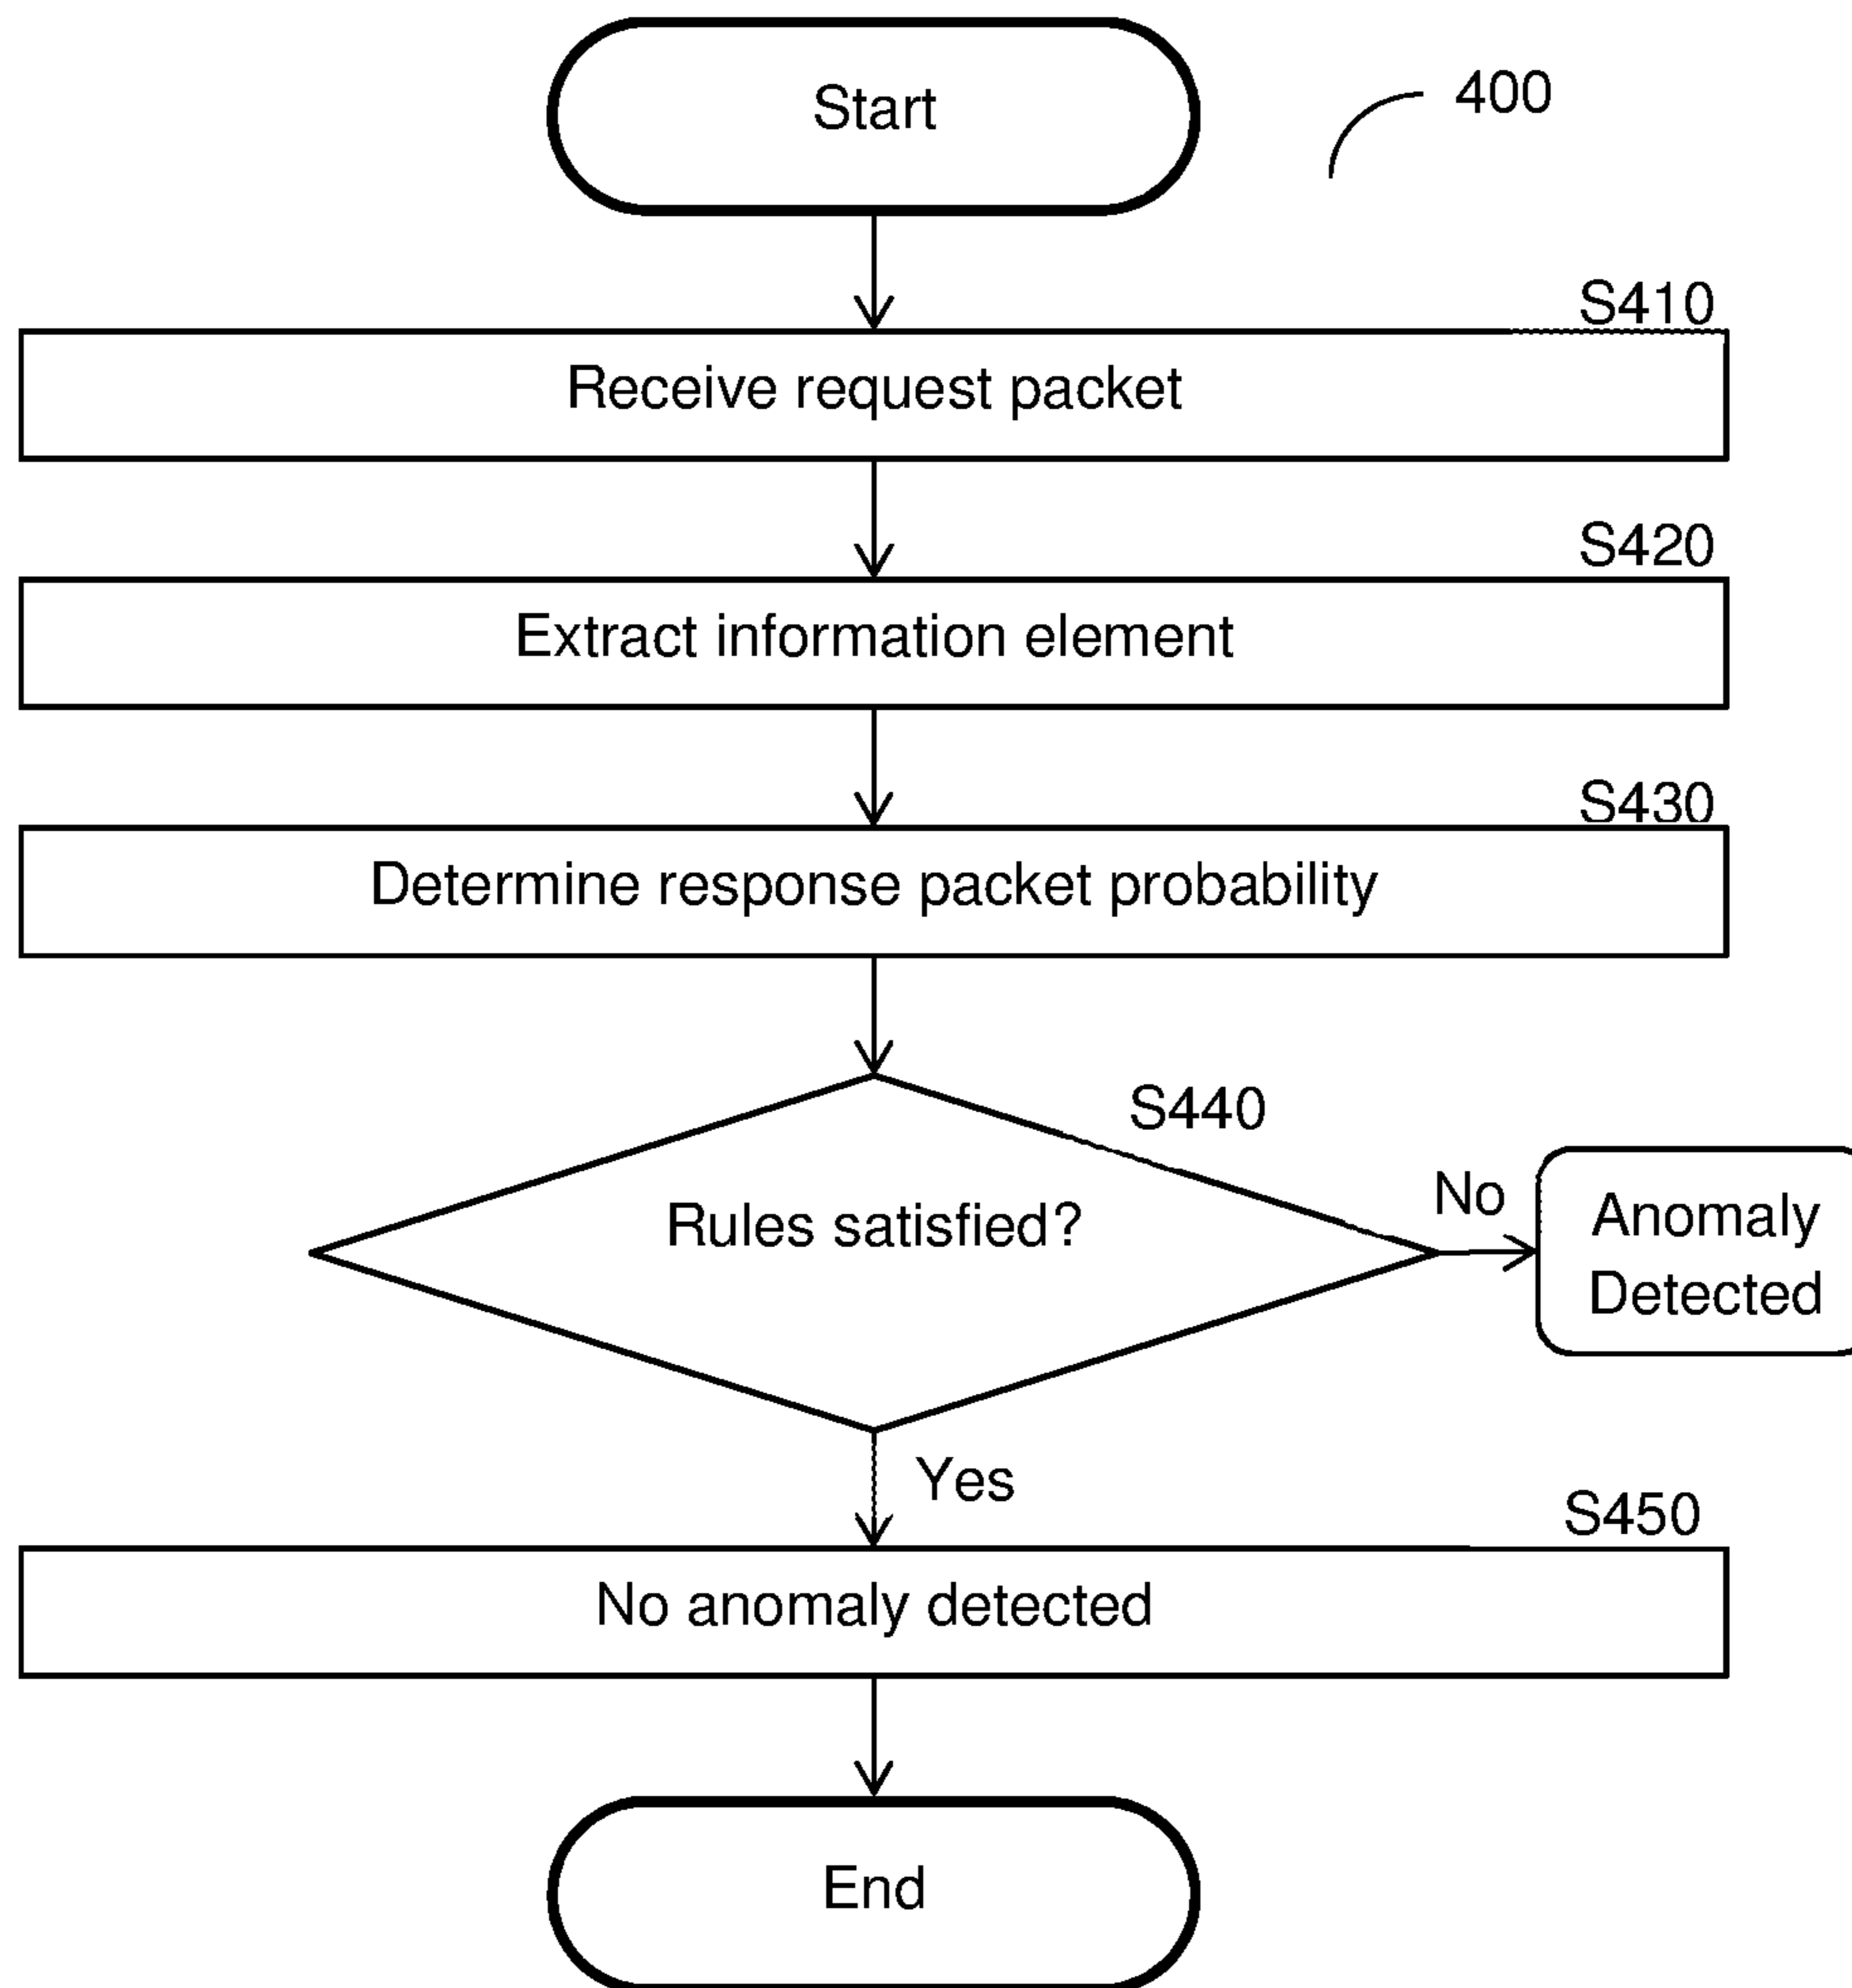 Start
400
S410
Receive request packet
S420
Extract information element
S430
Determine response packet probability
S440
Rules satisfied?
No
Anomaly
Detected
Yes
S450
No anomaly detected
End